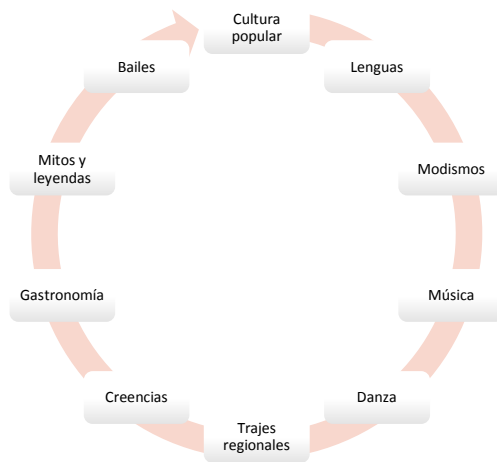 Cultura
popular
Lenguas
Modismos
Música
Danza
Trajes
regionales
Creencias
Gastronomía
Mitos y
leyendas
Bailes